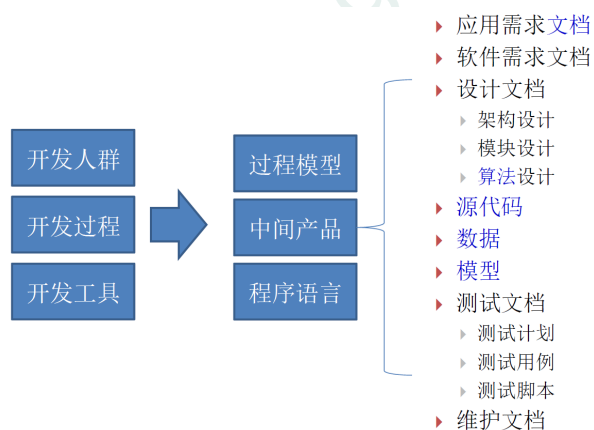 开发人群
开发过程
开发工具
过程模型
中间产品
程序语言
应用需求文档
软件需求文档
设计文档
架构设计
模块设计
算法设计
源代码
数据
模型
测试文档
测试计划
测试用例
测试脚本
维护文档